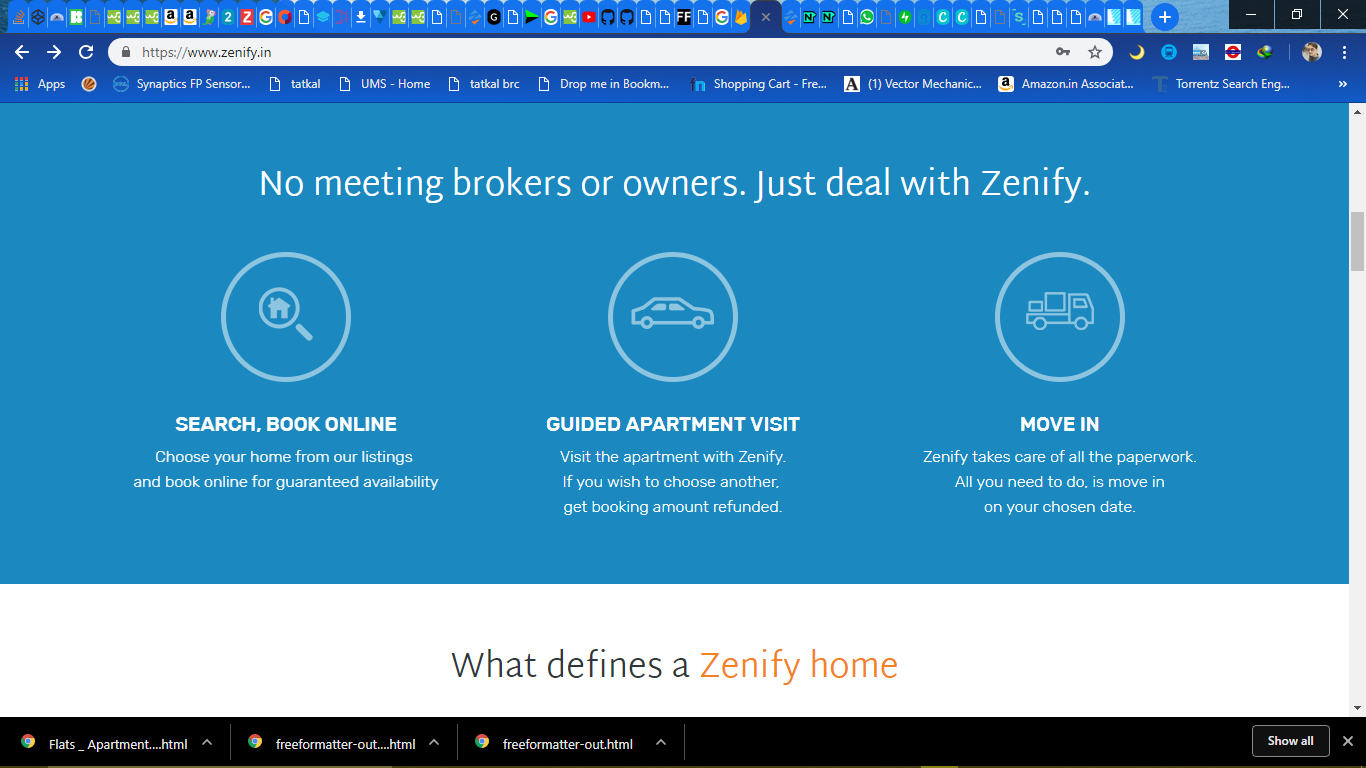 https://www.zenify.in
Apps
Synaptics FP Sensor...
tatkal
UMS - Home
tatkal brc
Drop me in Bookm...
Shopping Cart - Fre...
(1) Vector Mechanic...
Amazon.in Associat...
Torrentz Search Eng...
No meeting brokers or owners. Just deal with Zenify.
SEARCH, BOOK ONLINE
Choose your home from our listings
and book online for guaranteed availability
GUIDED APARTMENT VISIT
Visit the apartment with Zenify.
If you wish to choose another,
get booking amount refunded.
MOVE IN
Zenify takes care of all the paperwork.
All you need to do, is move in
on your chosen date.
What defines a Zenify home
Flats _ Apartment....html
freeformatter-out....html
freeformatter-out.html
Show all